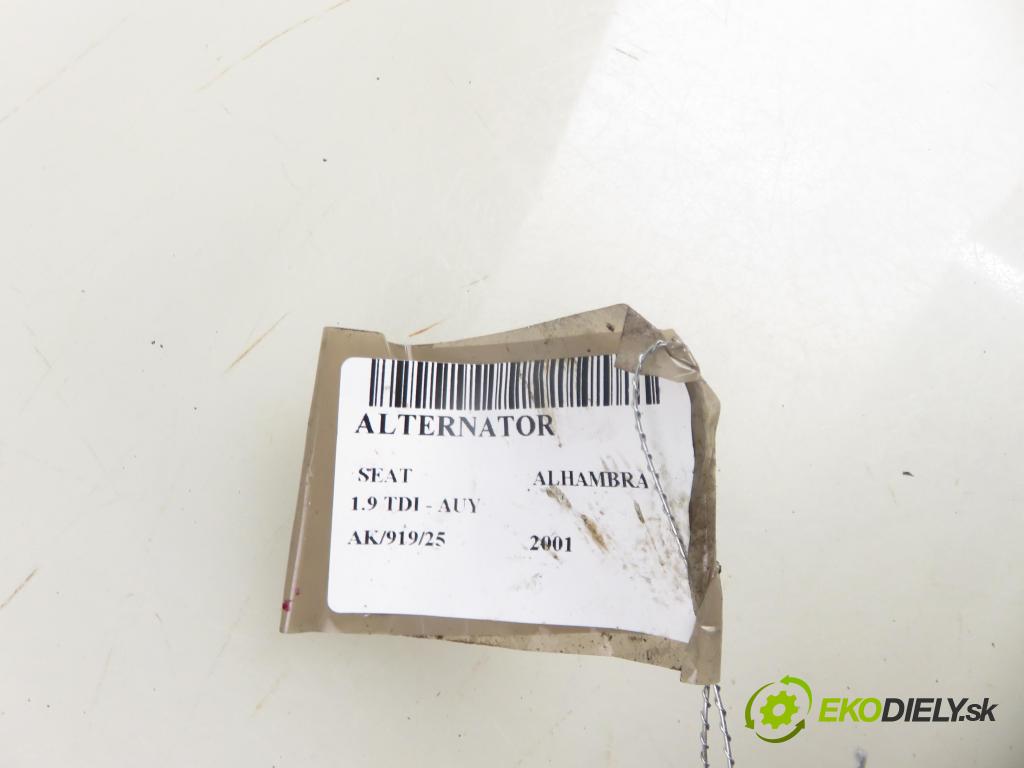 ALTERNATOR
SEAT ALHAMBRA
1.9 TDI - AUY
AK/919/25 2001
EKODIELY.sk